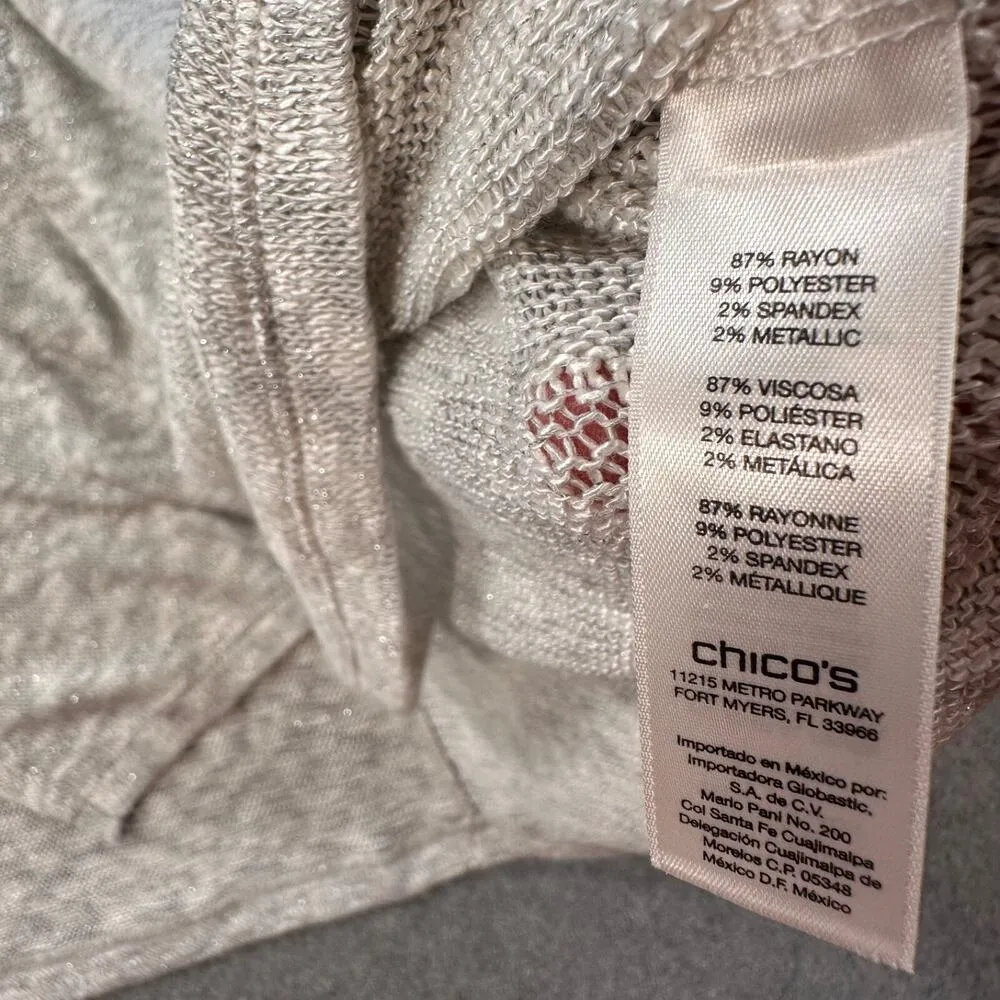 87% RAYON
9% POLYESTER
2% SPANDEX
2% METALLIC
87% VISCOSA
9% POLIÉSTER
2% ELASTANO
2% METÁLICA
87% RAYONNE
9% POLYESTER
2% SPANDEX
2% MÉTALLIQUE
chico's
11215 METRO PARKWAY
FORT MYERS, FL 33966
Importado en México por:
Importadora Globastic,
S.A. de C.V.
Mario Pani No. 200
Col Santa Fe Cuajimalpa
Delegación Cuajimalpa de
Morelos C.P. 05348
México D.F. México